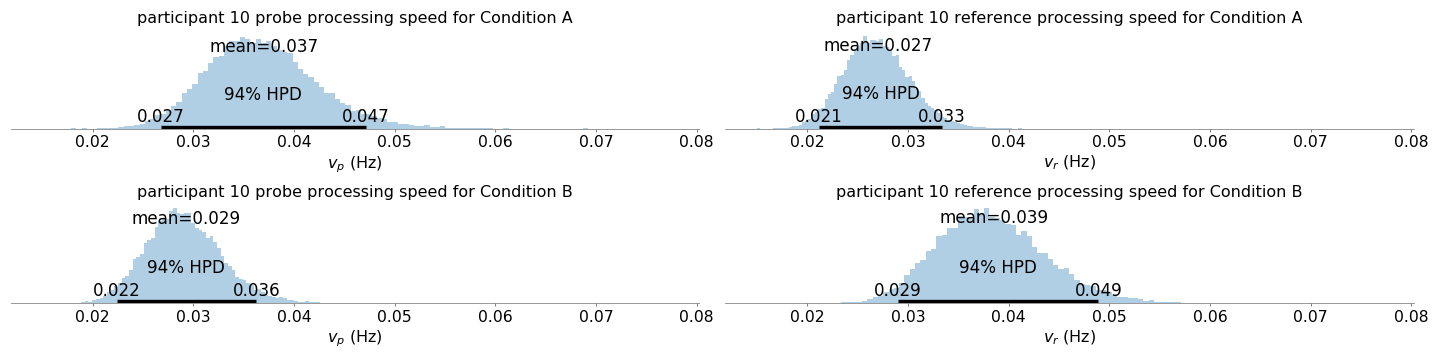 participant 10 probe processing speed for Condition A
mean=0.037
94% HPD
0.027 0.047
0.02 0.03 0.04 0.05 0.06 0.07 0.08
v_p (Hz)
participant 10 reference processing speed for Condition A
mean=0.027
94% HPD
0.021 0.033
0.02 0.03 0.04 0.05 0.06 0.07 0.08
v_r (Hz)
participant 10 probe processing speed for Condition B
mean=0.029
94% HPD
0.022 0.036
0.02 0.03 0.04 0.05 0.06 0.07 0.08
v_p (Hz)
participant 10 reference processing speed for Condition B
mean=0.039
94% HPD
0.029 0.049
0.02 0.03 0.04 0.05 0.06 0.07 0.08
v_r (Hz)